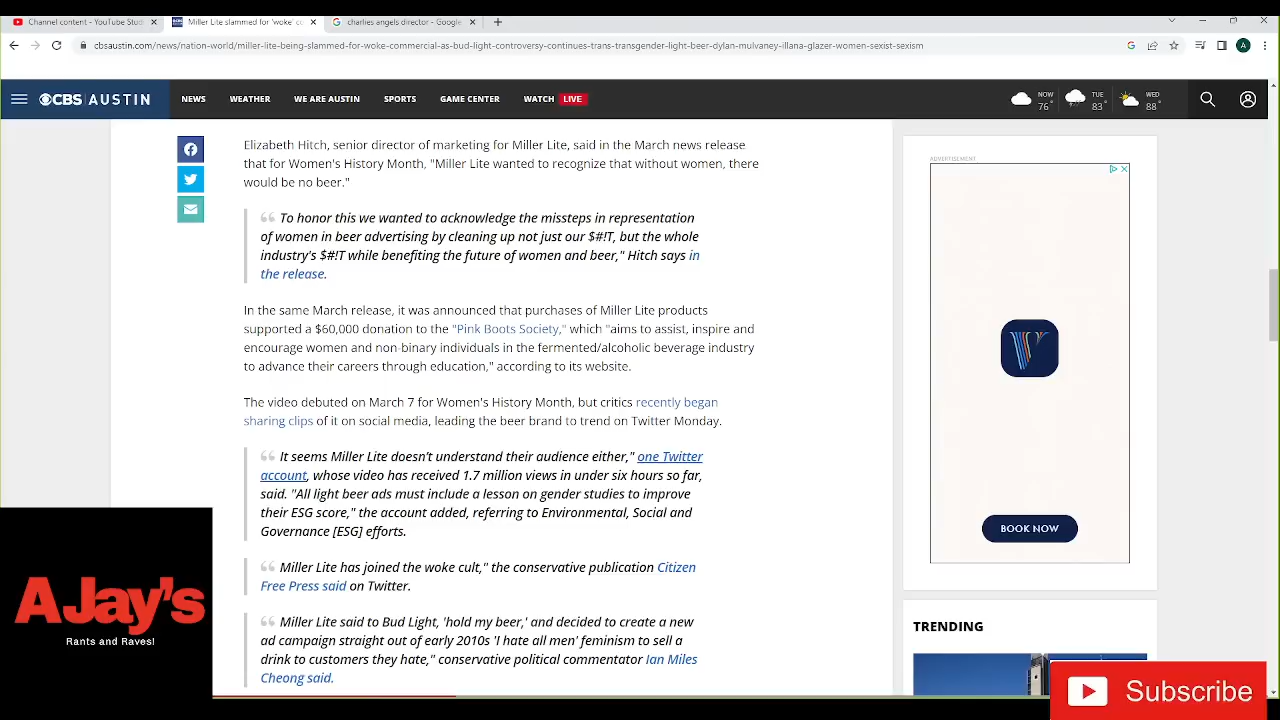 Channel content - YouTube Stud
Miller Lite slammed for 'woke' co
charlies angels director - Google
cbsaustin.com/news/nation-world/miller-lite-being-slammed-for-woke-commercial-as-bud-light-controversy-continues-trans-transgender-light-beer-dylan-mulvaney-illana-glazer-women-sexist-sexism
A
CBS AUSTIN
NEWS
WEATHER
WE ARE AUSTIN
SPORTS
GAME CENTER
WATCH LIVE
NOW
76°
TUE
83°
WED
88°
Elizabeth Hitch, senior director of marketing for Miller Lite, said in the March news release
that for Women's History Month, "Miller Lite wanted to recognize that without women, there
would be no beer."
To honor this we wanted to acknowledge the missteps in representation
of women in beer advertising by cleaning up not just our $#!T, but the whole
industry's $#!T while benefiting the future of women and beer," Hitch says in
the release.
In the same March release, it was announced that purchases of Miller Lite products
supported a $60,000 donation to the "Pink Boots Society," which "aims to assist, inspire and
encourage women and non-binary individuals in the fermented/alcoholic beverage industry
to advance their careers through education," according to its website.
The video debuted on March 7 for Women's History Month, but critics recently began
sharing clips of it on social media, leading the beer brand to trend on Twitter Monday.
It seems Miller Lite doesn't understand their audience either," one Twitter
account, whose video has received 1.7 million views in under six hours so far,
said. "All light beer ads must include a lesson on gender studies to improve
their ESG score," the account added, referring to Environmental, Social and
Governance [ESG] efforts.
Miller Lite has joined the woke cult," the conservative publication Citizen
Free Press said on Twitter.
Miller Lite said to Bud Light, 'hold my beer,' and decided to create a new
ad campaign straight out of early 2010s 'I hate all men' feminism to sell a
drink to customers they hate," conservative political commentator Ian Miles
Cheong said.
ADVERTISEMENT
BOOK NOW
TRENDING
AJay's
Rants and Raves!
Subscribe